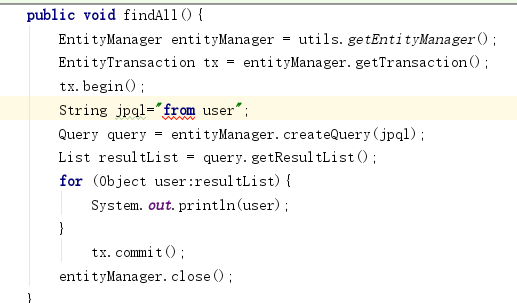 public void findAll(){
EntityManager entityManager = utils.getEntityManager();
EntityTransaction tx = entityManager.getTransaction();
tx.begin();
String jpql="from user";
Query query = entityManager.createQuery(jpql);
List resultList = query.getResultList();
for (Object user:resultList){
System.out.println(user);
}
tx.commit();
entityManager.close();
}